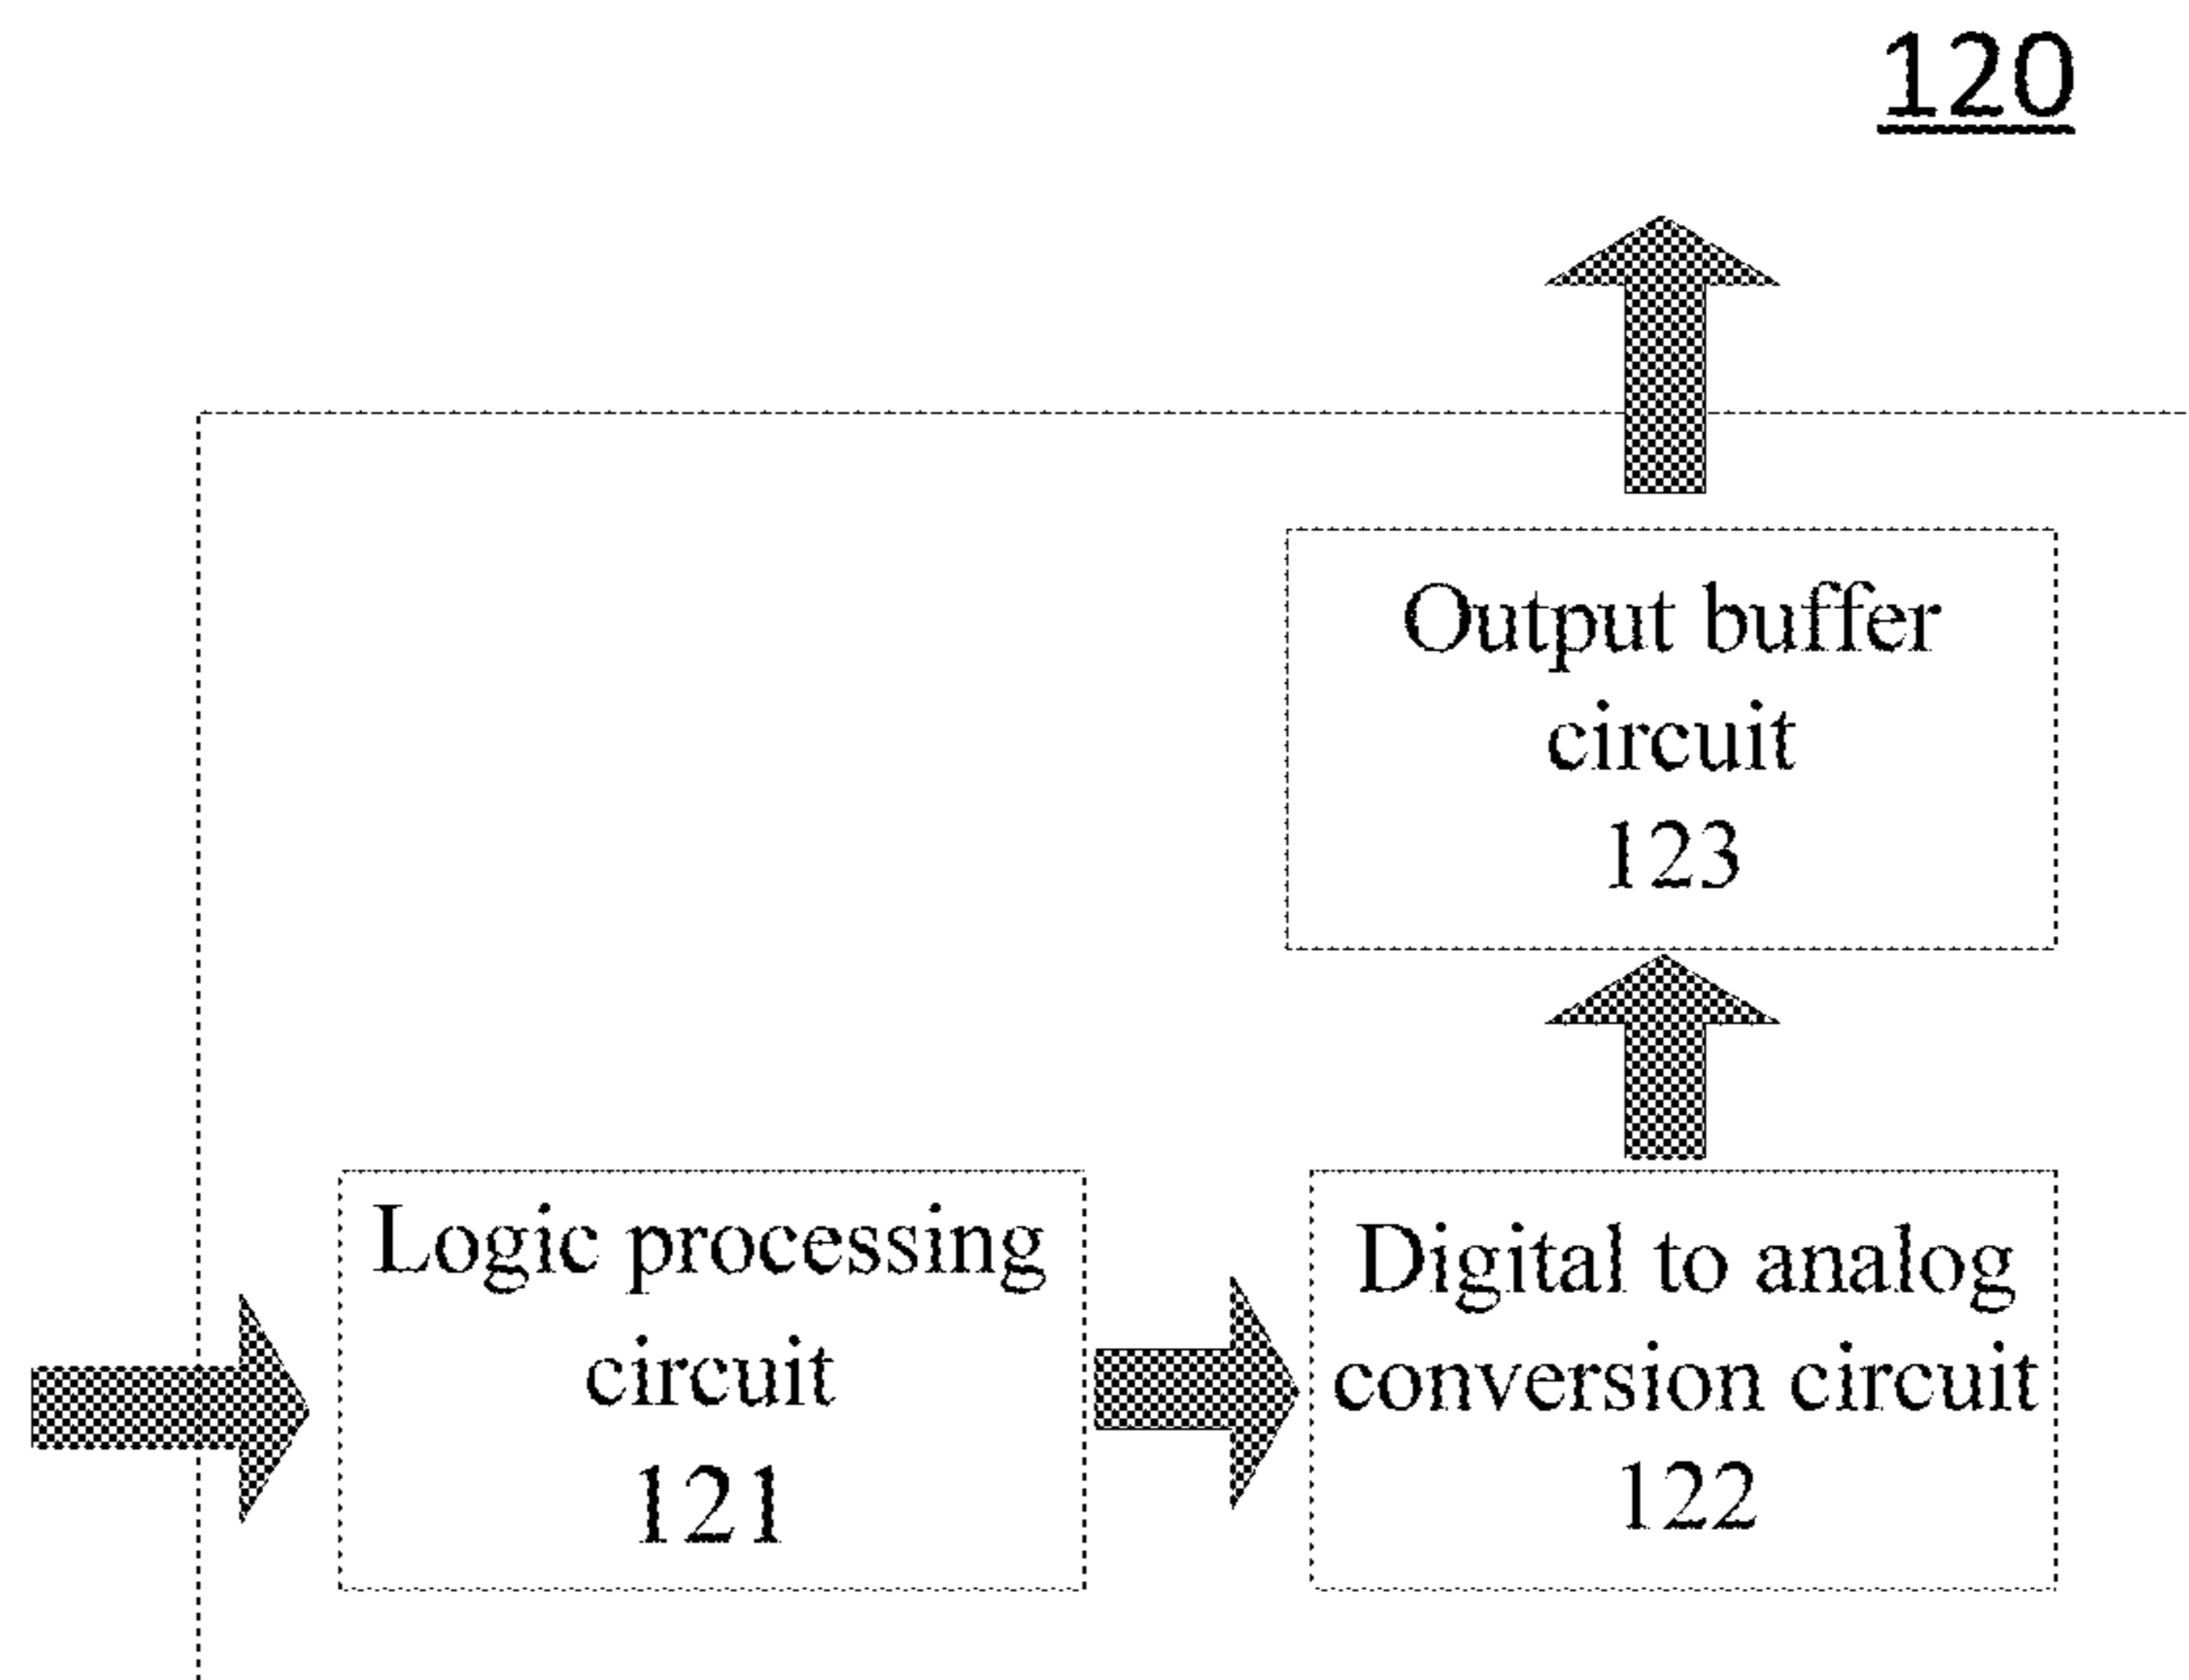 120
Output buffer
circuit
123
Logic processing
circuit
121
Digital to analog
conversion circuit
122